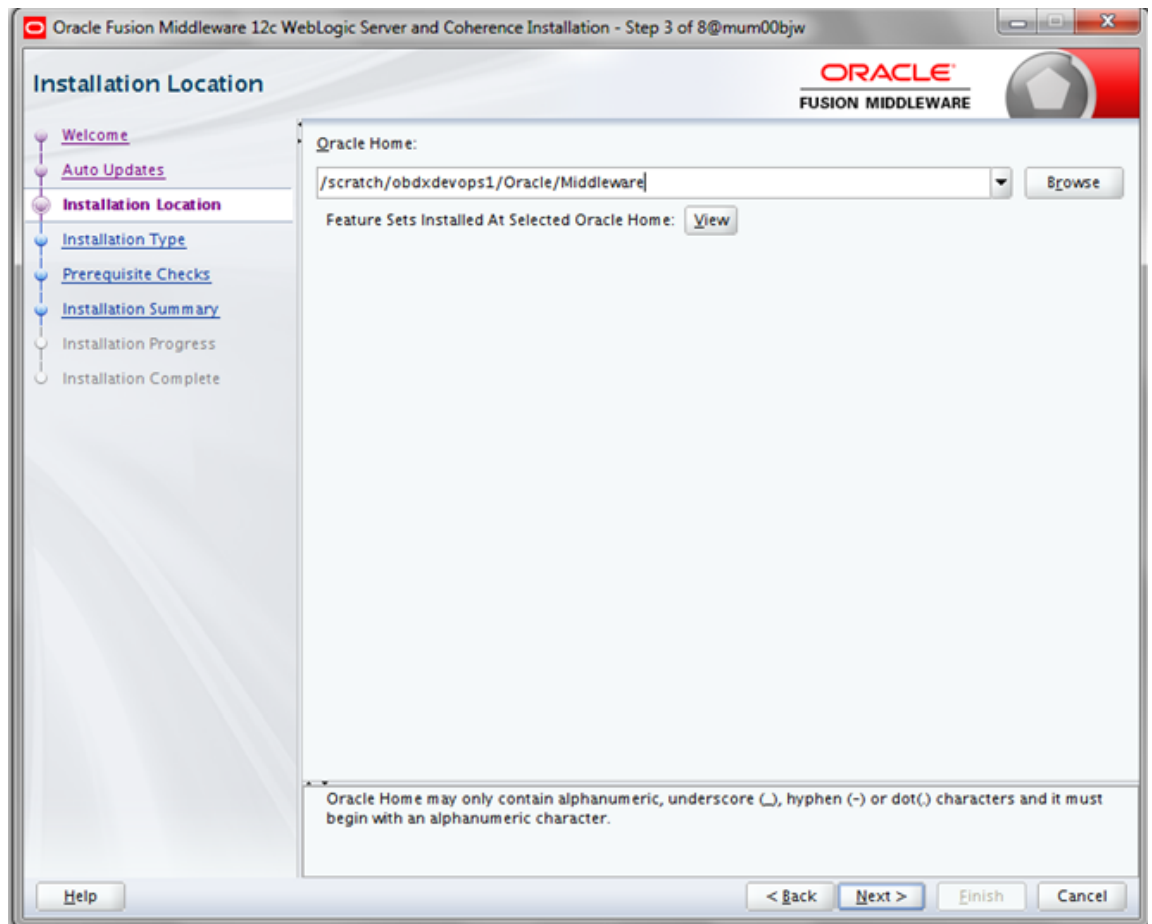 Oracle Fusion Middleware 12c WebLogic Server and Coherence Installation - Step 3 of 8@mum00bjw
Installation Location
ORACLE
FUSION MIDDLEWARE
Welcome
Auto Updates
Installation Location
Installation Type
Prerequisite Checks
Installation Summary
Installation Progress
Installation Complete
Oracle Home:
/scratch/obdxdevops1/Oracle/Middleware
Browse
Feature Sets Installed At Selected Oracle Home: View
Oracle Home may only contain alphanumeric, underscore (_), hyphen (-) or dot(.) characters and it must
begin with an alphanumeric character.
Help
< Back
Next >
Finish
Cancel